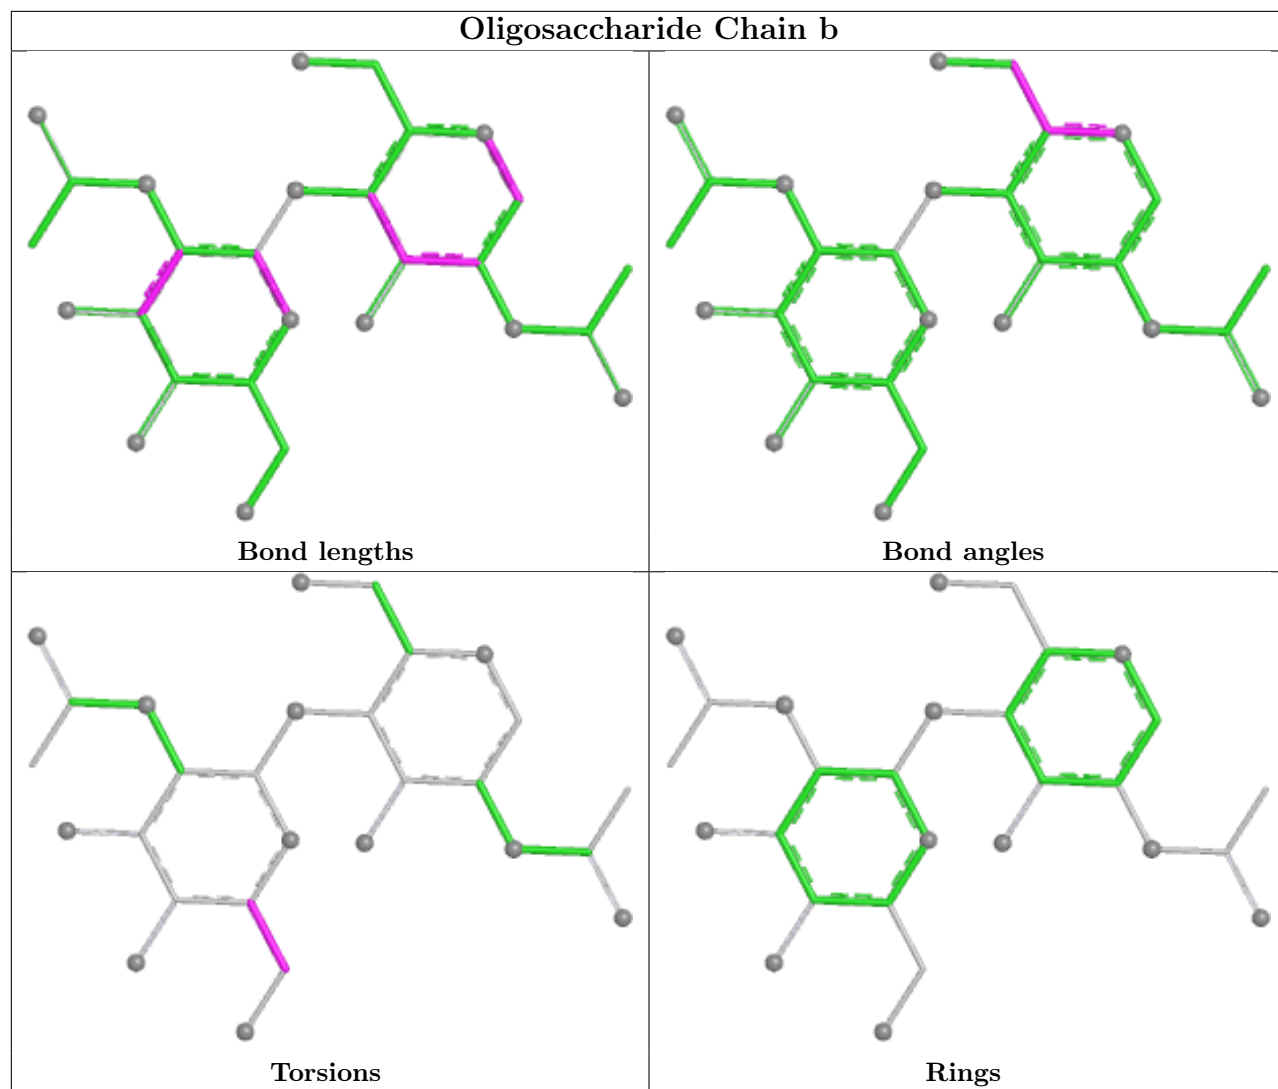 Oligosaccharide Chain b
Bond lengths
Bond angles
Torsions
Rings